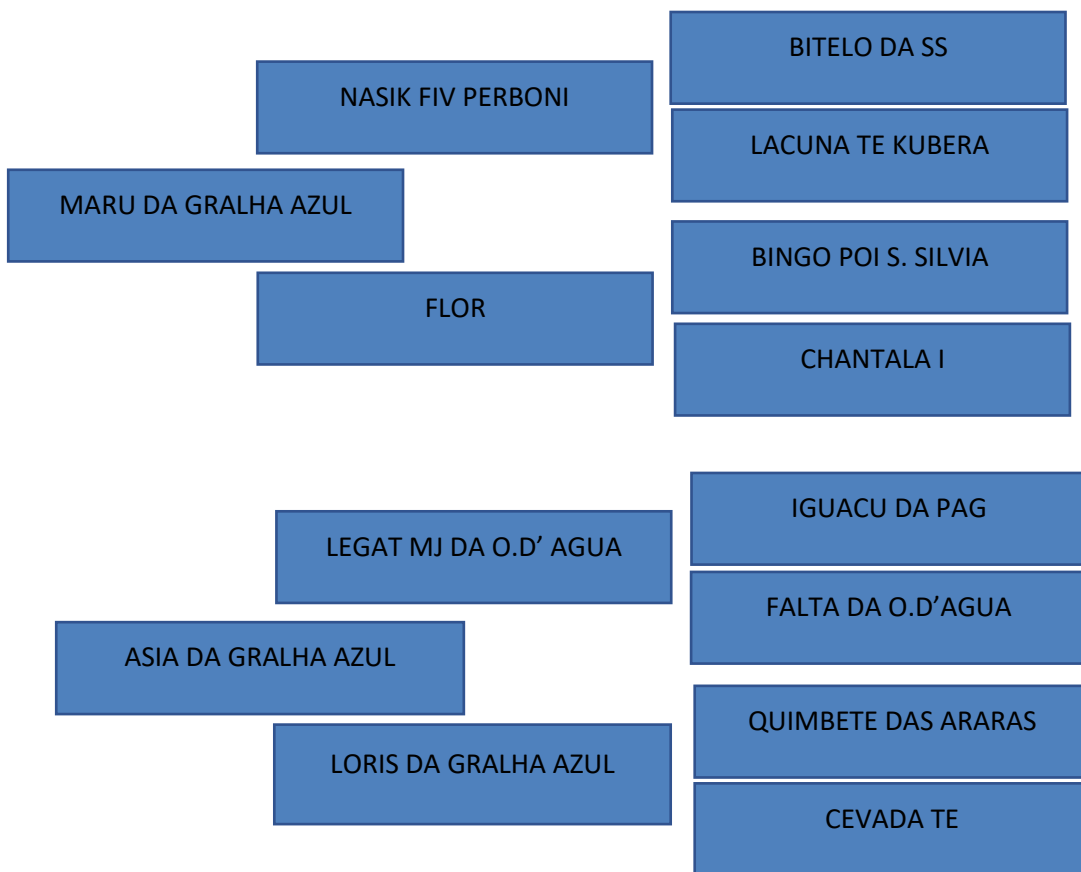 BITELO DA SS
NASIK FIV PERBONI
LACUNA TE KUBERA
MARU DA GRALHA AZUL
BINGO POI S. SILVIA
FLOR
CHANTALA I
IGUACU DA PAG
LEGAT MJ DA O.D’ AGUA
FALTA DA O.D’AGUA
ASIA DA GRALHA AZUL
QUIMBETE DAS ARARAS
LORIS DA GRALHA AZUL
CEVADA TE